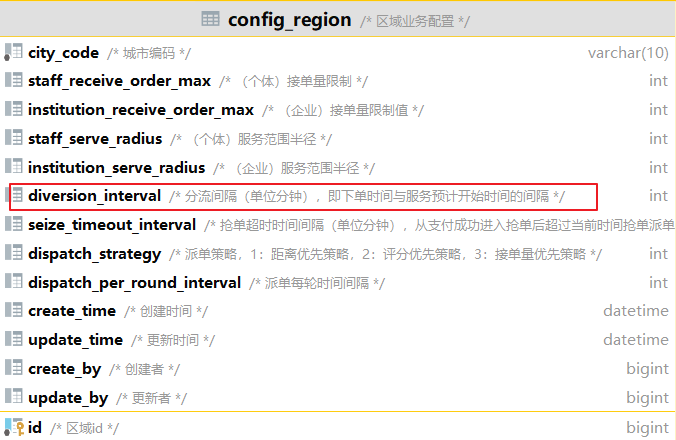 config_region /* 区域业务配置 */
city_code /* 城市编码 */ varchar(10)
staff_receive_order_max /* （个体）接单量限制 */ int
institution_receive_order_max /* （企业）接单量限制值 */ int
staff_serve_radius /* （个体）服务范围半径 */ int
institution_serve_radius /* （企业）服务范围半径 */ int
diversion_interval /* 分流间隔（单位分钟），即下单时间与服务预计开始时间的间隔 */ int
seize_timeout_interval /* 抢单超时时间间隔（单位分钟），从支付成功进入抢单后超过当前时间抢单派单
dispatch_strategy /* 派单策略，1：距离优先策略，2：评分优先策略，3：接单量优先策略 */ int
dispatch_per_round_interval /* 派单每轮时间间隔 */ int
create_time /* 创建时间 */ datetime
update_time /* 更新时间 */ datetime
create_by /* 创建者 */ bigint
update_by /* 更新者 */ bigint
id /* 区域id */ bigint